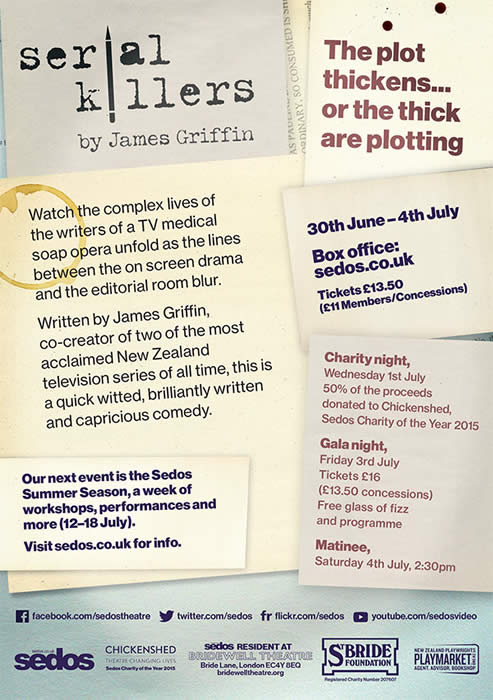 serial
killers
by James Griffin
The plot
thickens...
or the thick
are plotting
Watch the complex lives of
the writers of a TV medical
soap opera unfold as the lines
between the on screen drama
and the editorial room blur.
Written by James Griffin,
co-creator of two of the most
acclaimed New Zealand
television series of all time, this is
a quick witted, brilliantly written
and capricious comedy.
30th June – 4th July
Box office:
sedos.co.uk
Tickets £13.50
(£11 Members/Concessions)
Charity night,
Wednesday 1st July
50% of the proceeds
donated to Chickenshed,
Sedos Charity of the Year 2015
Gala night,
Friday 3rd July
Tickets £16
(£13.50 concessions)
Free glass of fizz
and programme
Matinee,
Saturday 4th July, 2:30pm
Our next event is the Sedos
Summer Season, a week of
workshops, performances and
more (12–18 July).
Visit sedos.co.uk for info.
facebook.com/sedostheatre
twitter.com/sedos
flickr.com/sedos
youtube.com/sedosvideo
sedos.co.uk
sedos
CHICKENSHED
THEATRE CHANGING LIVES
Sedos Charity of the Year 2015
sedos RESIDENT AT
BRIDEWELL THEATRE
Bride Lane, London EC4Y 8EQ
bridewelltheatre.org
ST BRIDE
FOUNDATION
Registered Charity Number 207607
NEW ZEALAND PLAYWRIGHTS
PLAYMARKET
AGENT. ADVISOR. BOOKSHOP